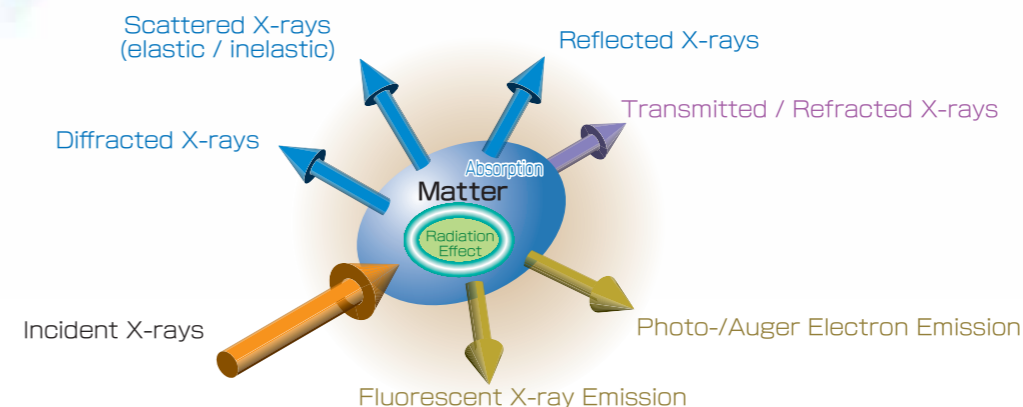 Scattered X-rays
(elastic / inelastic)
Reflected X-rays
Transmitted / Refracted X-rays
Diffracted X-rays
Absorption
Matter
Radiation
Effect
Incident X-rays
Photo-/Auger Electron Emission
Fluorescent X-ray Emission